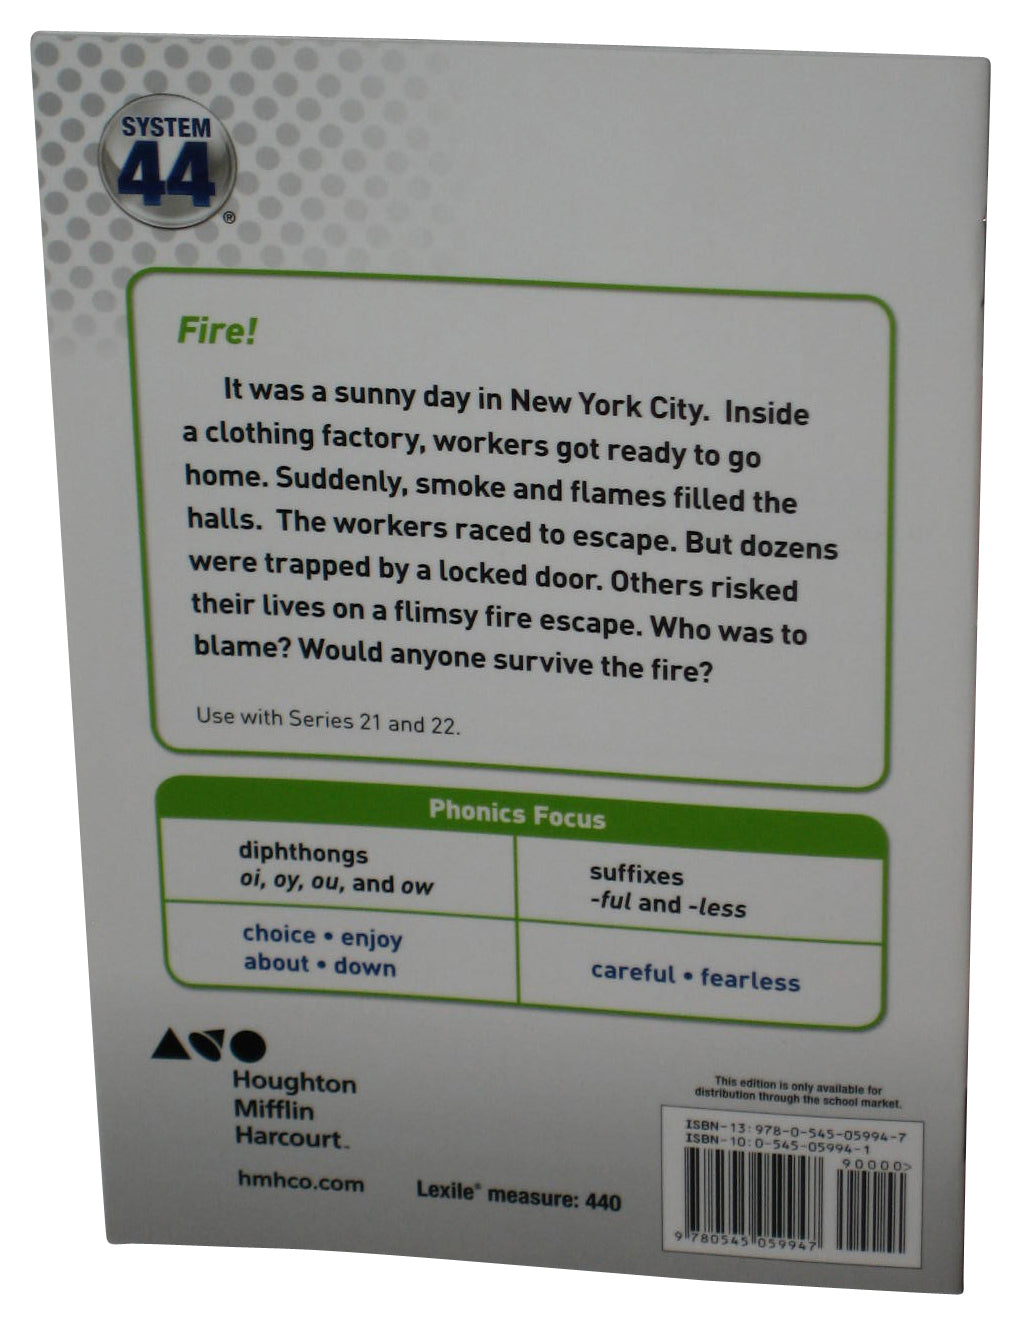 SYSTEM
44®
Fire!
It was a sunny day in New York City. Inside
a clothing factory, workers got ready to go
home. Suddenly, smoke and flames filled the
halls. The workers raced to escape. But dozens
were trapped by a locked door. Others risked
their lives on a flimsy fire escape. Who was to
blame? Would anyone survive the fire?
Use with Series 21 and 22.
Phonics Focus
diphthongs
oi, oy, ou, and ow
suffixes
-ful and -less
choice • enjoy
about • down
careful • fearless
Houghton
Mifflin
Harcourt™
hmhco.com
Lexile® measure: 440
This edition is only available for
distribution through the school market.
ISBN-13: 978-0-545-05994-7
ISBN-10: 0-545-05994-1
90000>
9 780545 059947